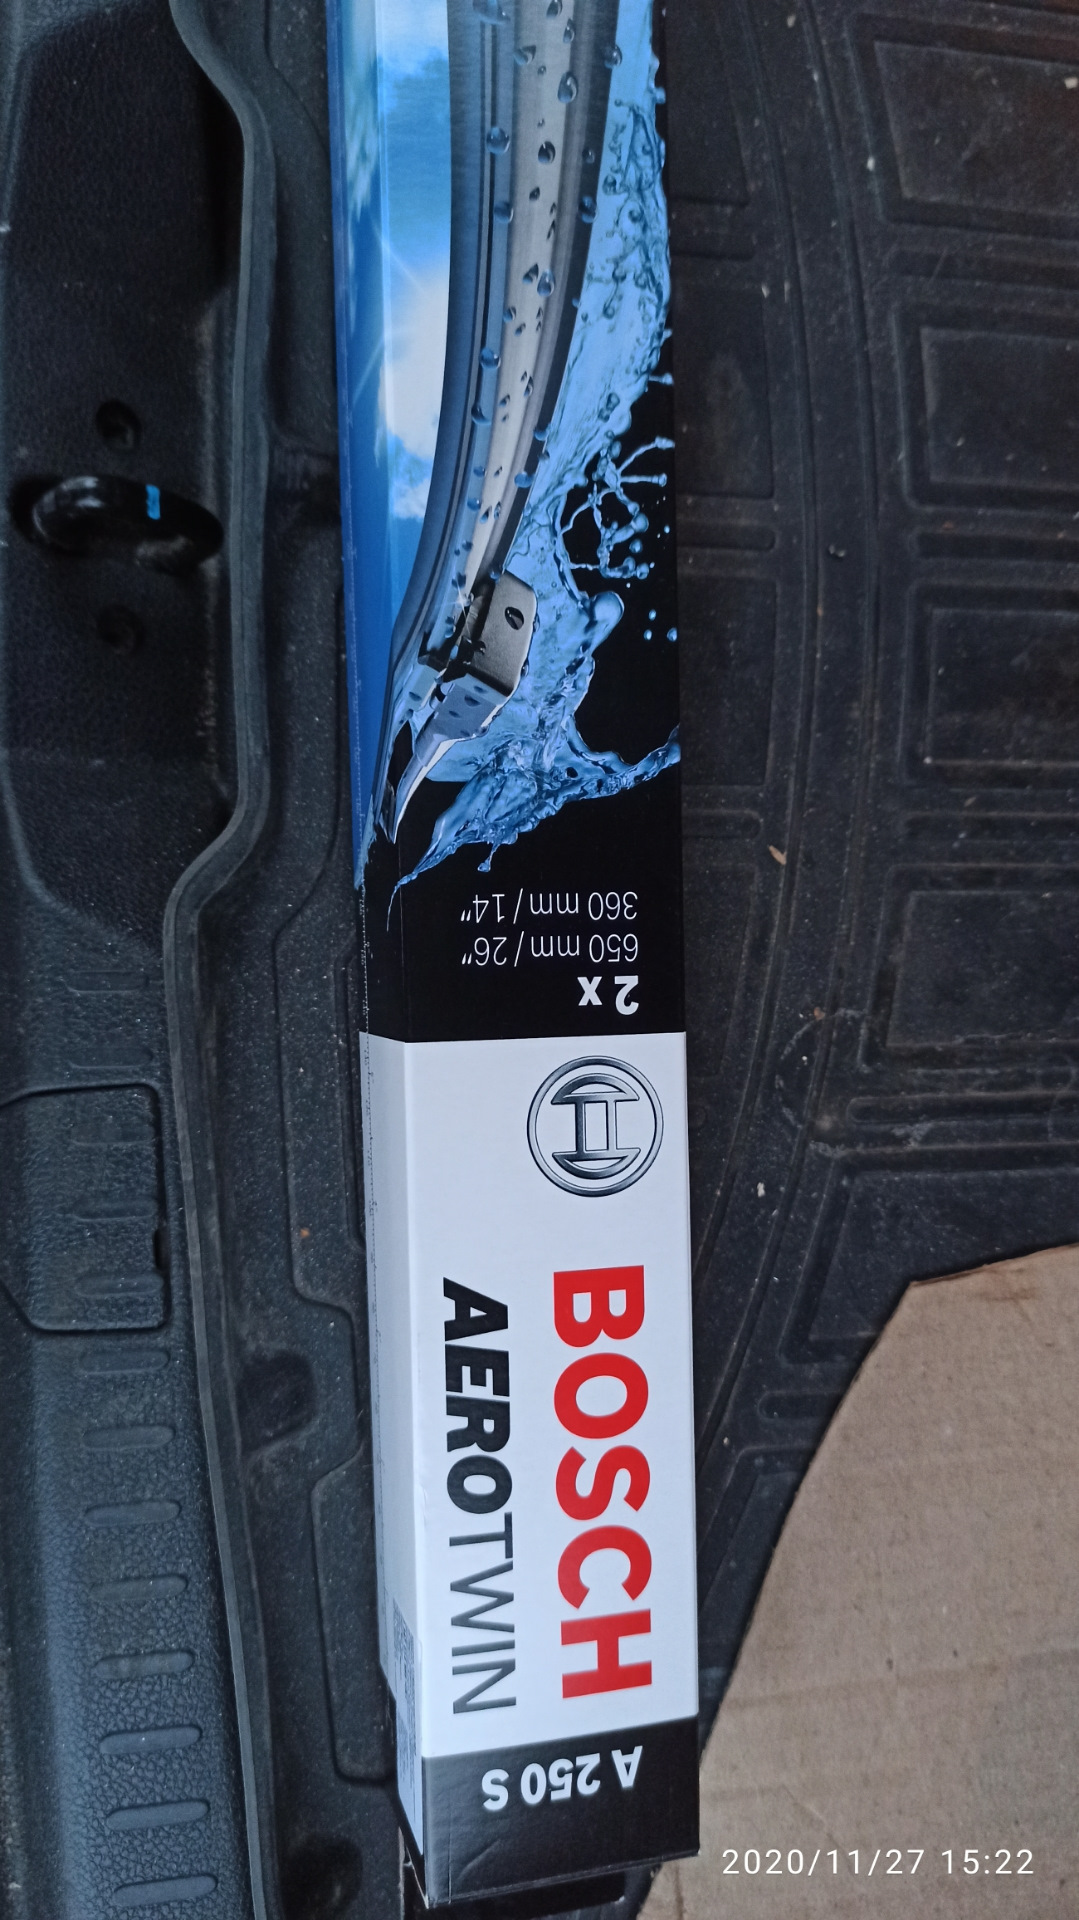 BOSCH
AEROTWIN
A 250 S
2 x
650 mm / 26"
360 mm / 14"
2020/11/27 15:22